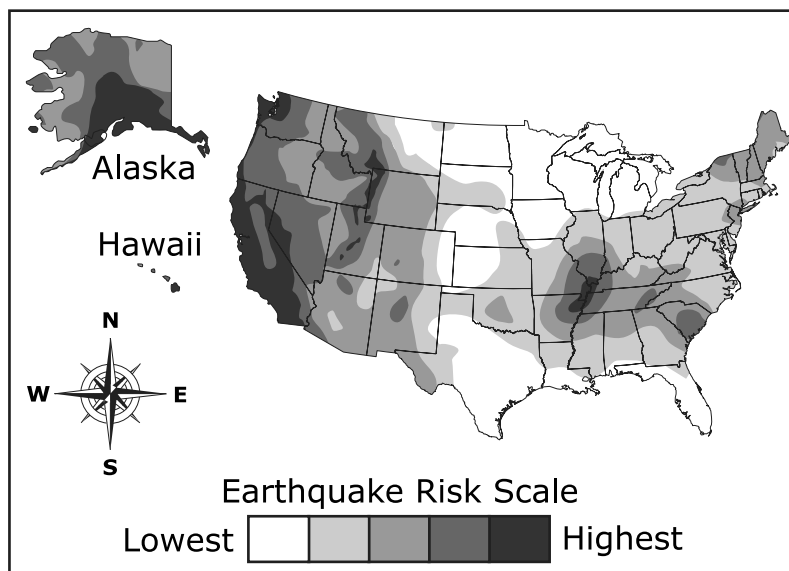 Alaska
Hawaii
N
W
E
S
Earthquake Risk Scale
Lowest
Highest